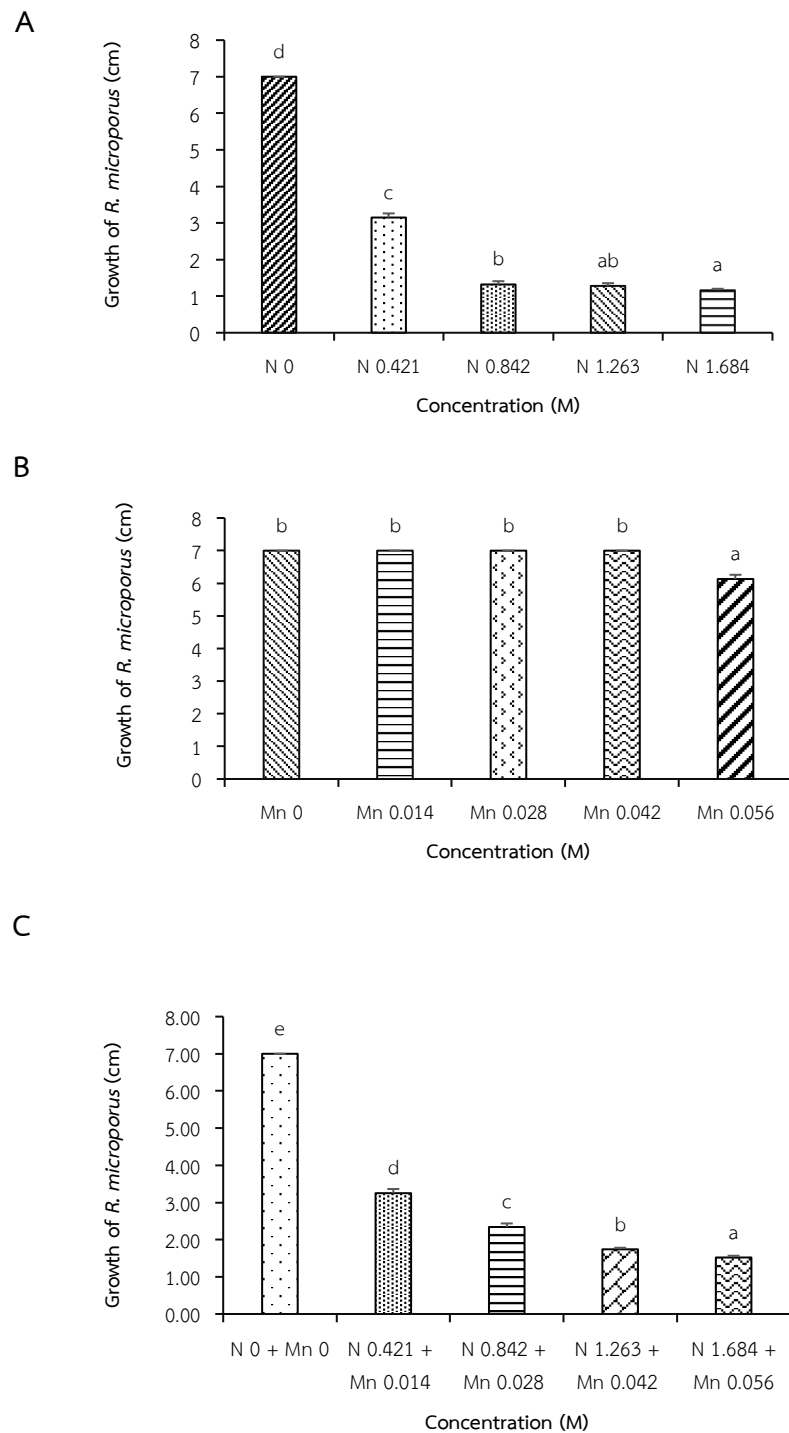 A
Growth of R. microporus (cm)
8
7
6
5
4
3
2
1
0
d
c
b
ab
a
N 0 N 0.421 N 0.842 N 1.263 N 1.684
Concentration (M)
B
Growth of R. microporus (cm)
8
7
6
5
4
3
2
1
0
b b b b a
Mn 0 Mn 0.014 Mn 0.028 Mn 0.042 Mn 0.056
Concentration (M)
C
Growth of R. microporus (cm)
8.00
7.00
6.00
5.00
4.00
3.00
2.00
1.00
0.00
e
d
c
b
a
N 0 + Mn 0 N 0.421 + N 0.842 + N 1.263 + N 1.684 +
Mn 0.014 Mn 0.028 Mn 0.042 Mn 0.056
Concentration (M)